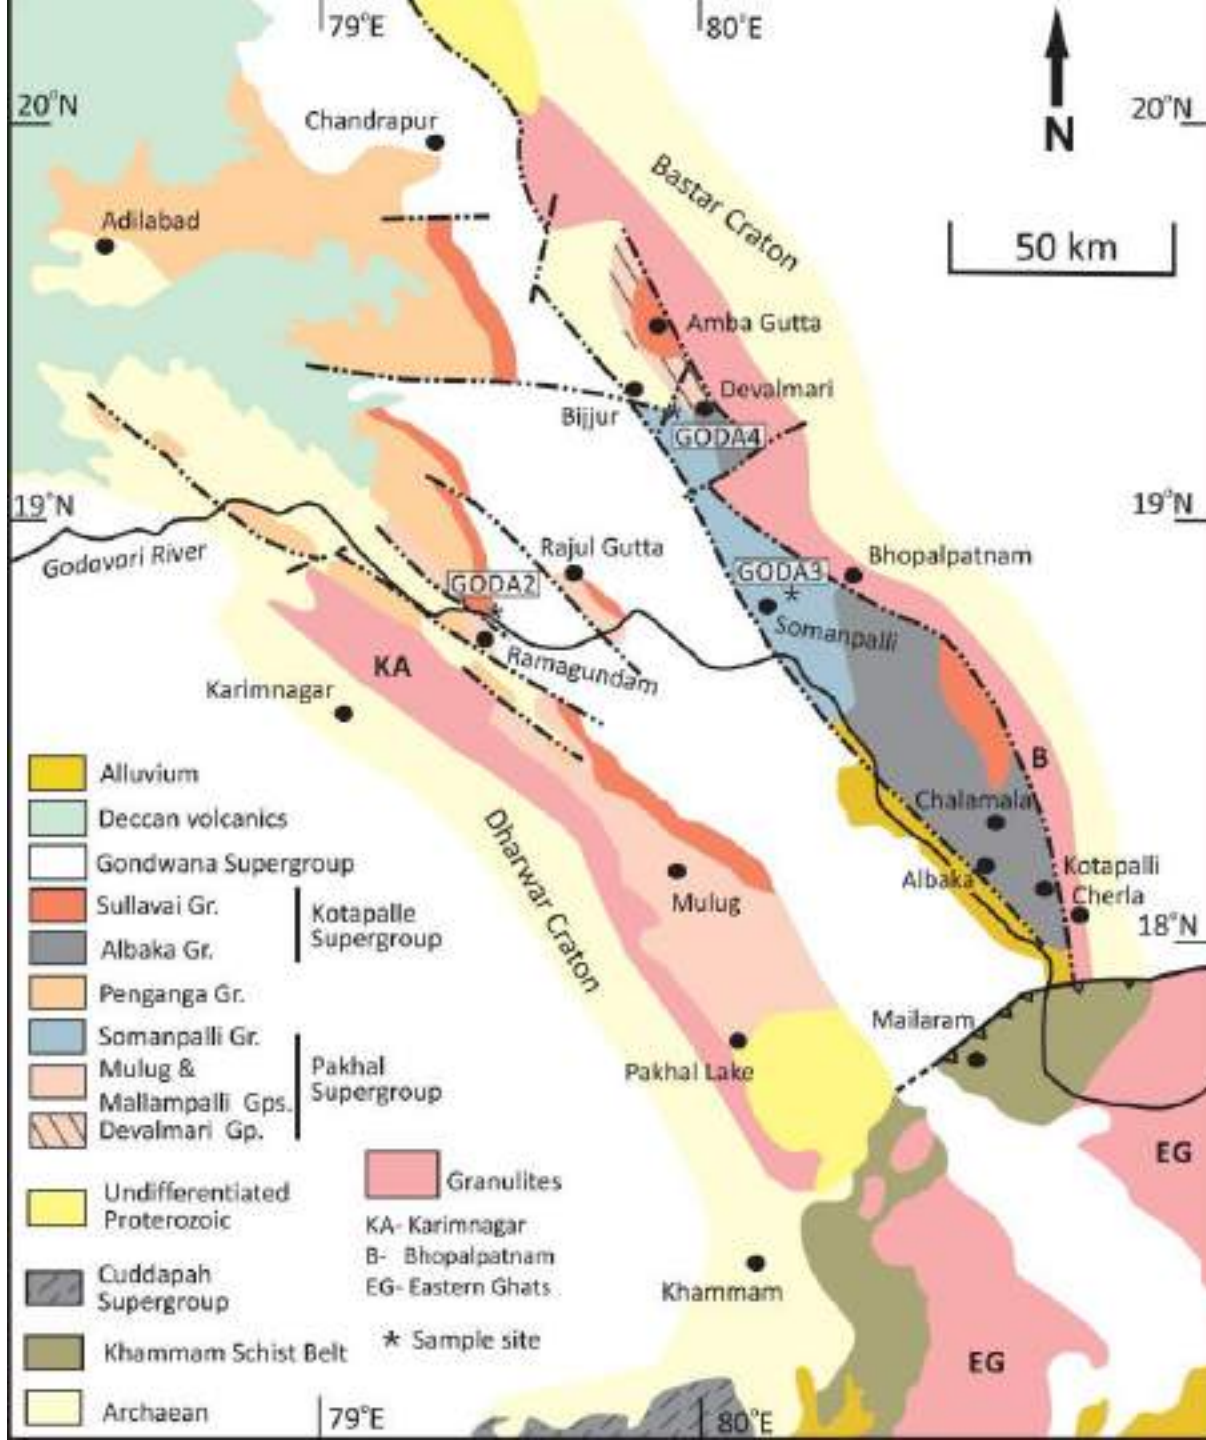 79°E
80°E
20°N
20°N
Chandrapur
N
Bastar Craton
Adilabad
50 km
Amba Gutta
Devalmari
Bijjur
GODA4
19°N
19°N
Godavari River
Rajul Gutta
Bhopalpatnam
GODA2
GODA3
*
*
Somanpalli
KA
Ramagundam
Karimnagar
B
Chalamala
Dharwar Craton
Albaka
Kotapalli
Cherla
Mulug
18°N
Mailaram
Pakhal Lake
EG
Khammam
EG
Alluvium
Deccan volcanics
Gondwana Supergroup
Sullavai Gr.
Albaka Gr.
Kotapalle
Supergroup
Penganga Gr.
Somanpalli Gr.
Mulug &
Mallampalli Gps.
Devalmari Gp.
Pakhal
Supergroup
Undifferentiated
Proterozoic
Cuddapah
Supergroup
Khammam Schist Belt
Archaean
Granulites
KA- Karimnagar
B- Bhopalpatnam
EG- Eastern Ghats
* Sample site
79°E
80°E